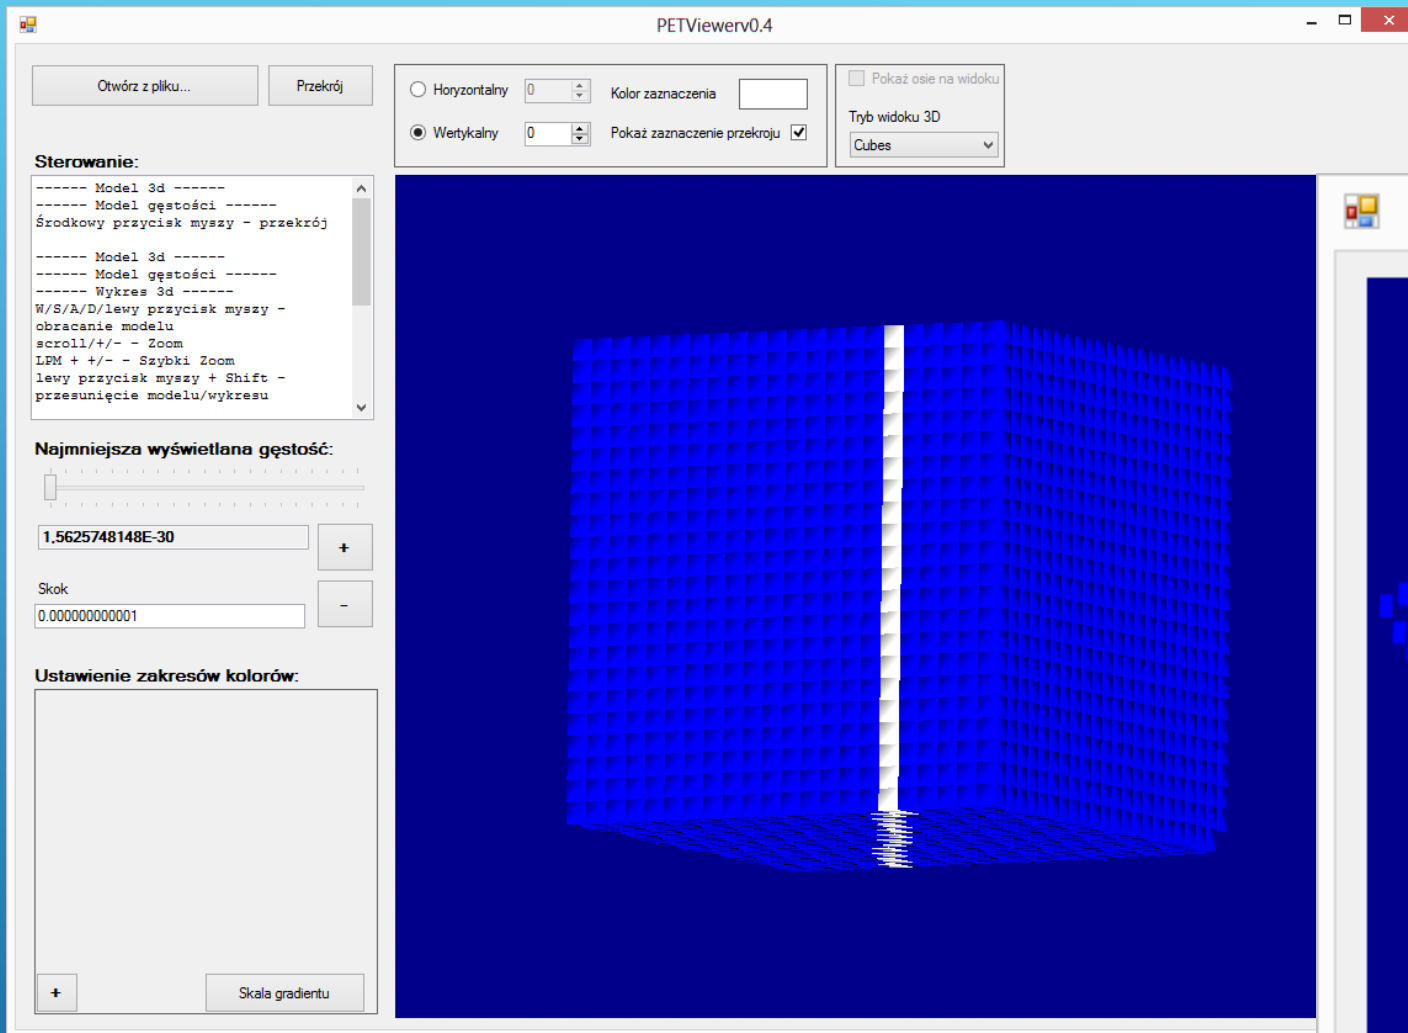 PETViewerv0.4
Otwórz z pliku...
Przekrój
Horyzontalny
0
Kolor zaznaczenia
Wertykalny
0
Pokaż zaznaczenie przekroju
Pokaż osie na widoku
Tryb widoku 3D
Cubes
Sterowanie:
------ Model 3d ------
------ Model gęstości ------
Środkowy przycisk myszy - przekrój
------ Model 3d ------
------ Model gęstości ------
------ Wykres 3d ------
W/S/A/D/lewy przycisk myszy -
obracanie modelu
scroll/+/- - Zoom
LPM + +/- - Szybki Zoom
lewy przycisk myszy + Shift -
przesunięcie modelu/wykresu
Najmniejsza wyświetlana gęstość:
1,5625748148E-30
+
Skok
0.000000000001
-
Ustawienie zakresów kolorów:
+
Skala gradientu